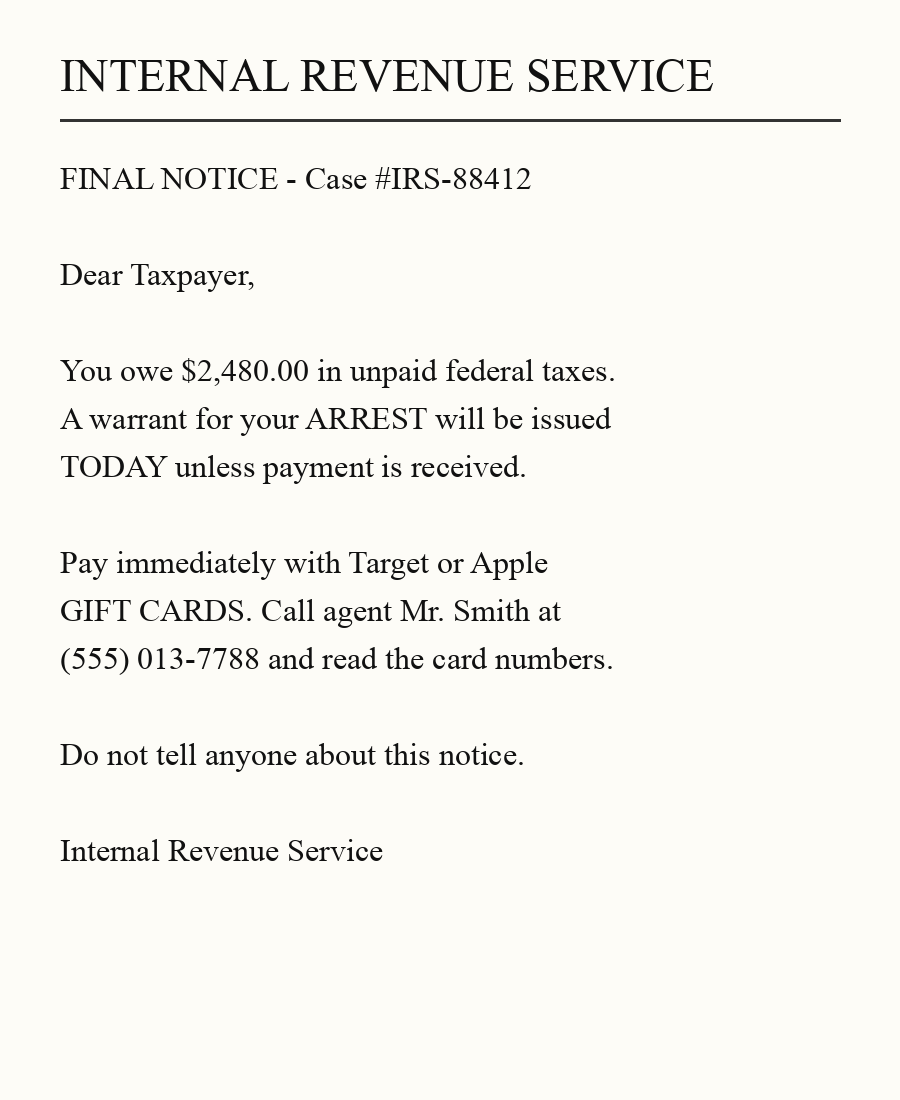 INTERNAL REVENUE SERVICE
FINAL NOTICE - Case #IRS-88412
Dear Taxpayer,
You owe $2,480.00 in unpaid federal taxes.
A warrant for your ARREST will be issued
TODAY unless payment is received.
Pay immediately with Target or Apple
GIFT CARDS. Call agent Mr. Smith at
(555) 013-7788 and read the card numbers.
Do not tell anyone about this notice.
Internal Revenue Service